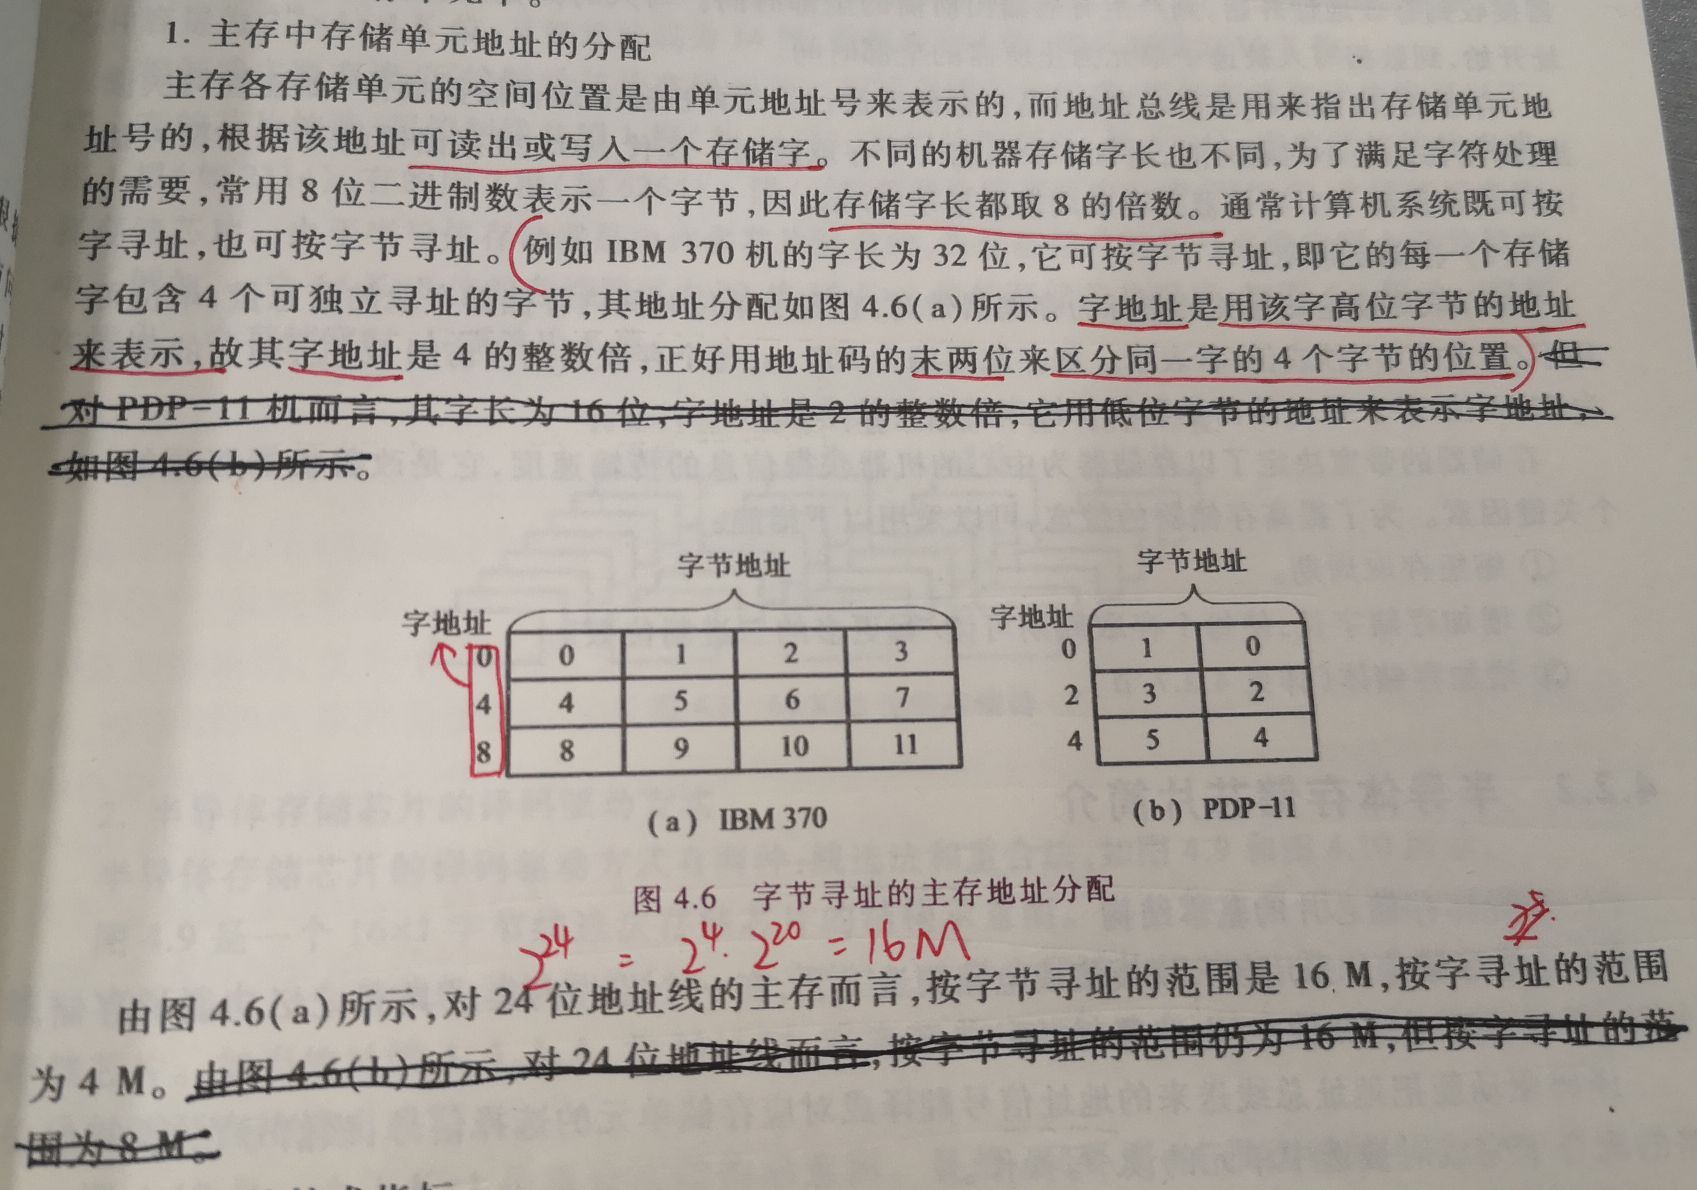 1. 主存中存储单元地址的分配
主存各存储单元的空间位置是由单元地址号来表示的,而地址总线是用来指出存储单元地
址号的,根据该地址可读出或写入一个存储字。不同的机器存储字长也不同,为了满足字符处理
的需要,常用8位二进制数表示一个字节,因此存储字长都取8的倍数。通常计算机系统既可按
字寻址,也可按字节寻址。例如 IBM 370 机的字长为 32 位,它可按字节寻址,即它的每一个存储
字包含4个可独立寻址的字节,其地址分配如图4.6(a)所示。字地址是用该字高位字节的地址
来表示,故其字地址是4的整数倍,正好用地址码的末两位来区分同一字的4个字节的位置。但
对 PDP-11 机而言,其字长为 16 位,字地址是2的整数倍,它用低位字节的地址来表示字地址,
如图4.6(b)所示。
字节地址
字地址
0 0 1 2 3
4 4 5 6 7
8 8 9 10 11
(a) IBM 370
字节地址
字地址
0 1 0
2 3 2
4 5 4
(b) PDP-11
图 4.6 字节寻址的主存地址分配
2^24 = 2^4 · 2^20 = 16M
由图4.6(a)所示,对24位地址线的主存而言,按字节寻址的范围是16 M,按字寻址的范围
为4 M。由图4.6(b)所示,对24位地址线而言,按字节寻址的范围仍为16 M,但按字寻址的范
围为8 M。